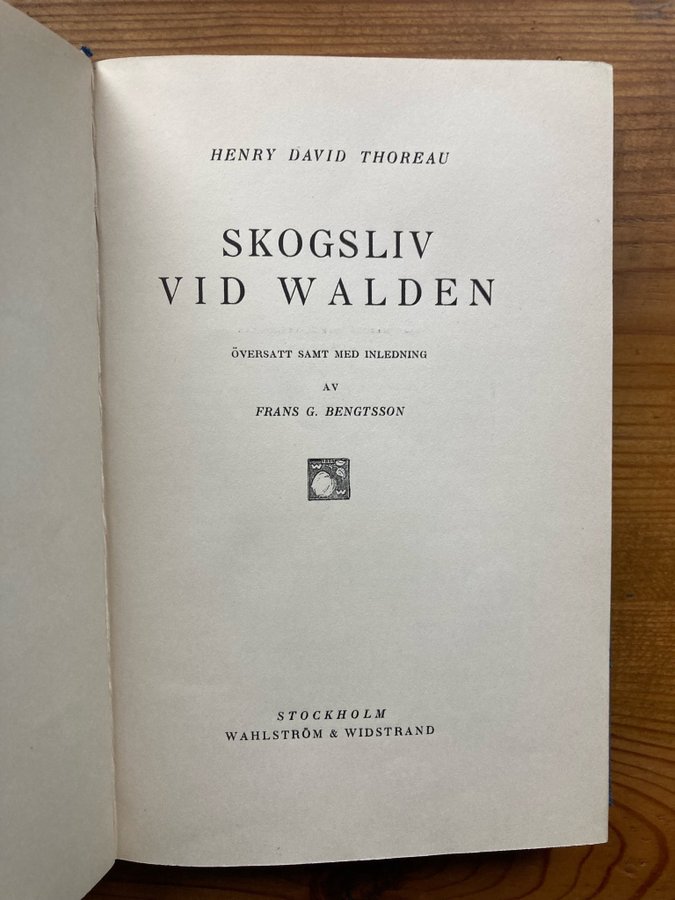 HENRY DAVID THOREAU
SKOGSLIV
VID WALDEN
ÖVERSATT SAMT MED INLEDNING
AV
FRANS G. BENGTSSON
W
W
STOCKHOLM
WAHLSTRÖM & WIDSTRAND